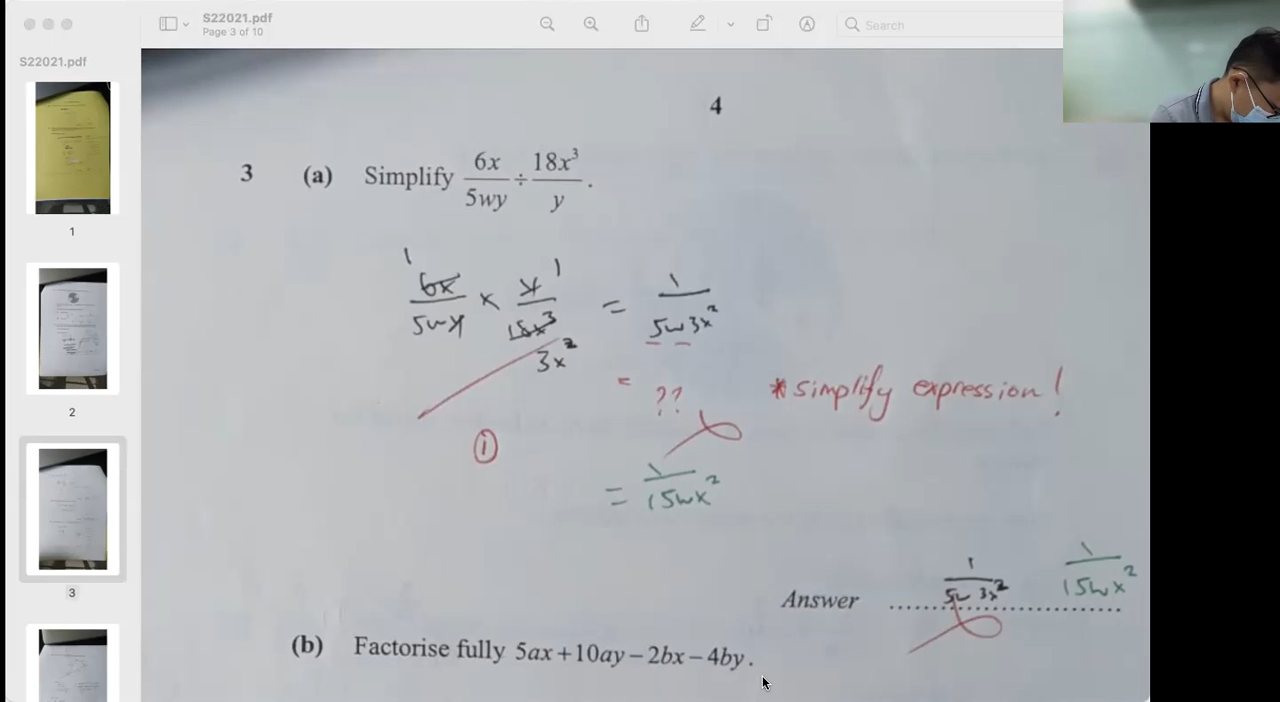 S22021.pdf
Page 3 of 10
Search
S22021.pdf
1
2
3
4
3 (a) Simplify 6x/5wy ÷ 18x³/y .
6x/5wy × y/18x³ = 1/5w3x²
1 1
3x²
= ?? *simplify expression!
①
= 1/15wx²
Answer 1/5w3x² 1/15wx²
(b) Factorise fully 5ax+10ay−2bx−4by.